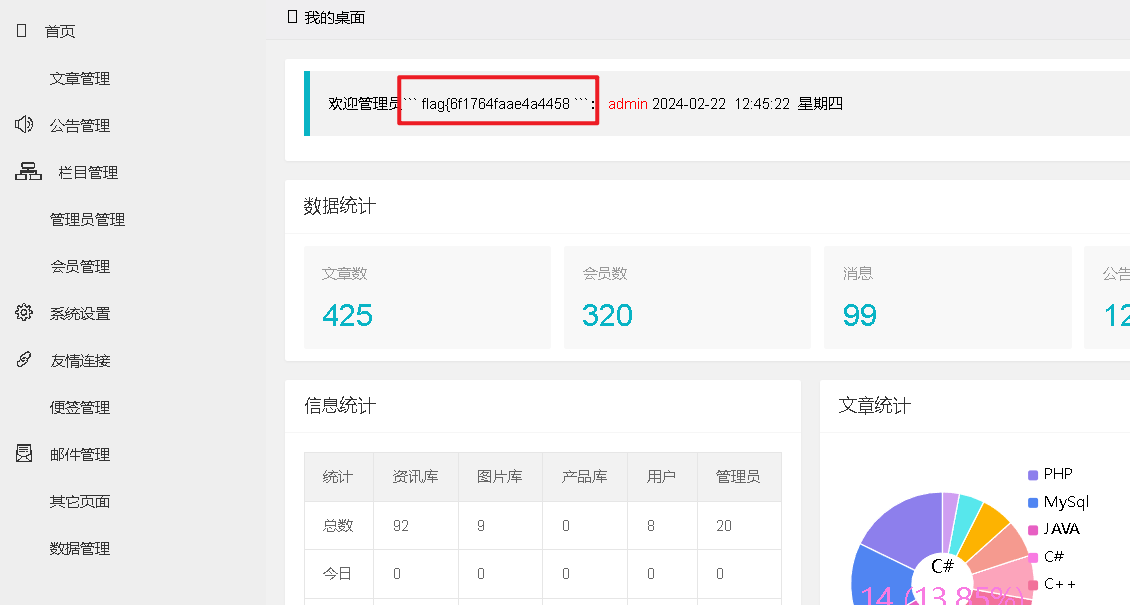 首页
文章管理
公告管理
栏目管理
管理员管理
会员管理
系统设置
友情连接
便签管理
邮件管理
其它页面
数据管理
我的桌面
欢迎管理员``` flag{6f1764faae4a4458 ```： admin 2024-02-22 12:45:22 星期四
数据统计
文章数 会员数 消息 公告
425 320 99 12
信息统计
统计 资讯库 图片库 产品库 用户 管理员
总数 92 9 0 8 20
今日 0 0 0 0 0
文章统计
PHP
MySql
JAVA
C#
C++
C#
14 (13.85%)